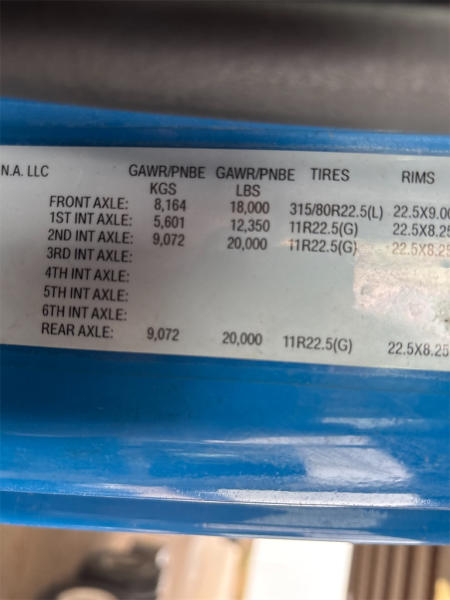 N.A. LLC GAWR/PNBE GAWR/PNBE TIRES RIMS
KGS LBS
FRONT AXLE: 8,164 18,000 315/80R22.5(L) 22.5X9.00
1ST INT AXLE: 5,601 12,350 11R22.5(G) 22.5X8.25
2ND INT AXLE: 9,072 20,000 11R22.5(G) 22.5X8.25
3RD INT AXLE:
4TH INT AXLE:
5TH INT AXLE:
6TH INT AXLE:
REAR AXLE: 9,072 20,000 11R22.5(G) 22.5X8.25